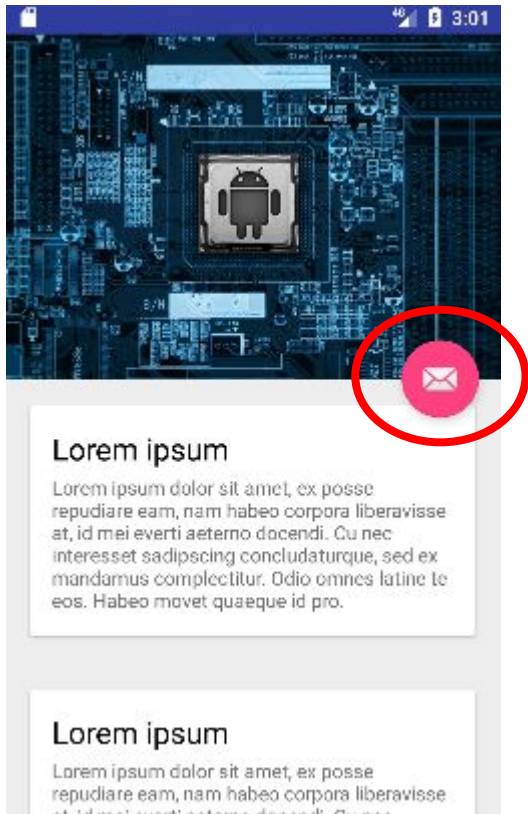 4G 3:01
S/N
S/N
Lorem ipsum
Lorem ipsum dolor sit amet, ex posse
repudiare eam, nam habeo corpora liberavisse
at, id mei everti aeterno docendi. Cu nec
interesset sadipscing concludaturque, sed ex
mandamus complectitur. Odio omnes latine te
eos. Habeo movet quaeque id pro.
Lorem ipsum
Lorem ipsum dolor sit amet, ex posse
repudiare eam, nam habeo corpora liberavisse